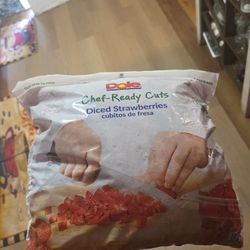 Dole
Chef-Ready Cuts
Diced Strawberries
cubitos de fresa